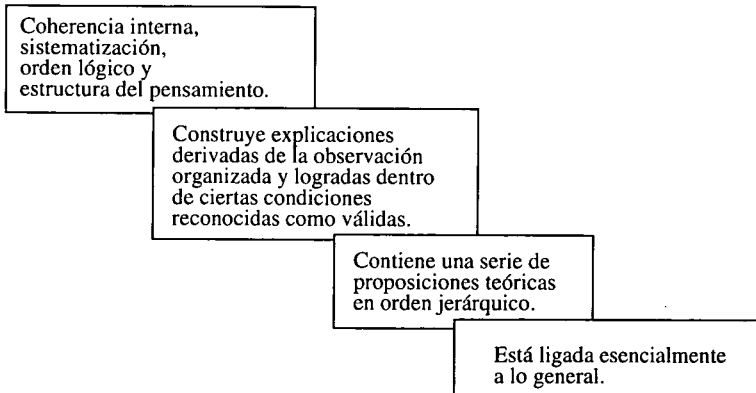 Coherencia interna,
sistematización,
orden lógico y
estructura del pensamiento.
Construye explicaciones
derivadas de la observación
organizada y logradas dentro
de ciertas condiciones
reconocidas como válidas.
Contiene una serie de
proposiciones teóricas
en orden jerárquico.
Está ligada esencialmente
a lo general.